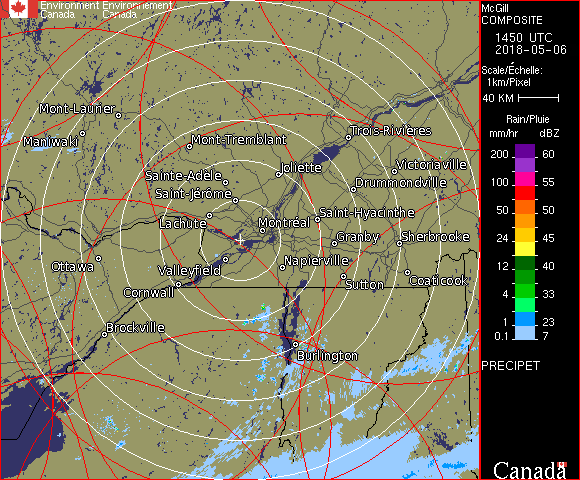 Environment Environnement
Canada Canada
McGill
COMPOSITE
1450 UTC
2018-05-06
Scale/Échelle:
1km/Pixel
40 KM
Rain/Pluie
mm/hr dBZ
200 60
100 55
50 50
24 45
12 40
4 33
1 30
0.5 23
0.1 7
PRECIPET
Canada
Mont-Laurier
Maniwaki
Mont-Tremblant
Trois-Rivières
Sainte-Adèle
Joliette
Victoriaville
Saint-Jérôme
Drummondville
Lachute
Montréal
Saint-Hyacinthe
Granby
Sherbrooke
Ottawa
Valleyfield
Napierville
Cornwall
Sutton
Coaticook
Brockville
Burlington